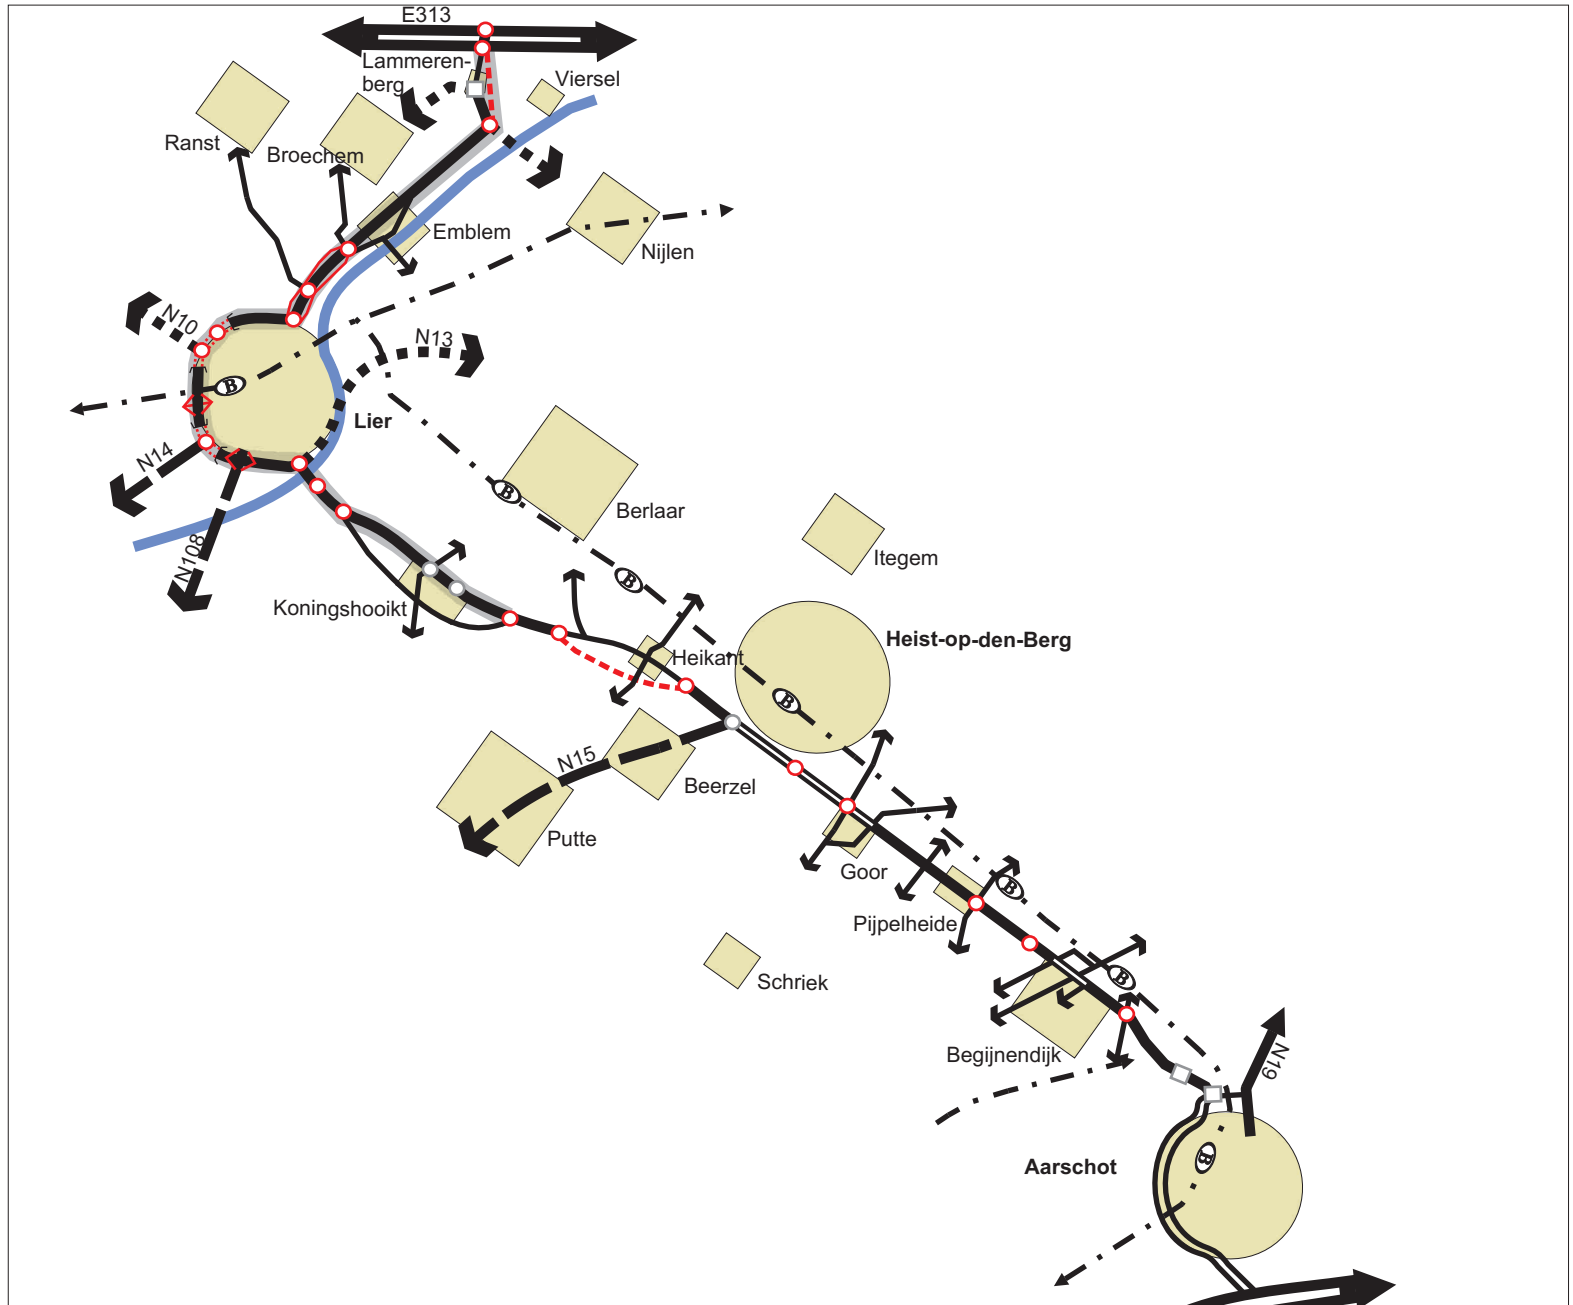 E313
Lammeren-
berg
Viersel
Ranst
Broechem
Emblem
Nijlen
N10
N13
B
Lier
N14
N108
B
Berlaar
Itegem
B
Koningshooikt
Heikant
Heist-op-den-Berg
B
N15
Beerzel
Putte
Goor
B
Pijpelheide
Schriek
B
Begijnendijk
N19
Aarschot
B